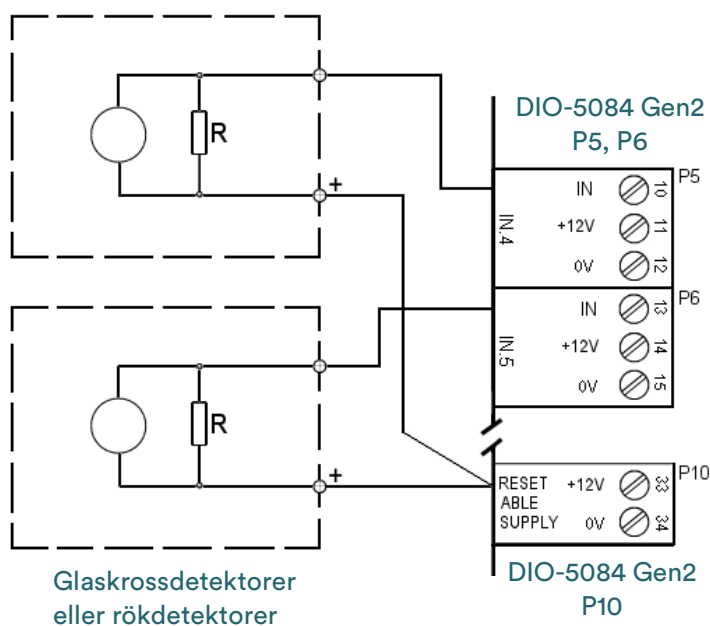 DIO-5084 Gen2
P5, P6
R
+
P5
IN.4
IN 10
+12V 11
0V 12
P6
IN.5
IN 13
+12V 14
0V 15
R
+
P10
RESET
ABLE
SUPPLY
+12V 33
0V 34
DIO-5084 Gen2
P10
Glaskrossdetektorer
eller rökdetektorer